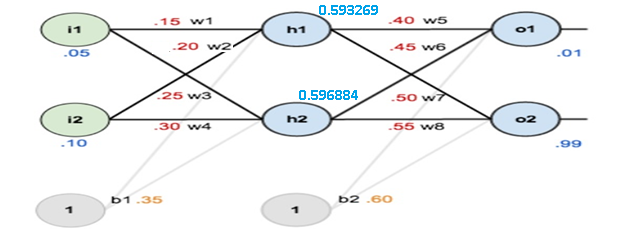 0.593269
i1 .15 w1 h1 .40 w5 o1
.05 .20 w2 .45 w6 .01
0.596884
.25 w3 .50 w7
i2 .30 w4 h2 .55 w8 o2
.10 .99
1 b1 .35 1 b2 .60